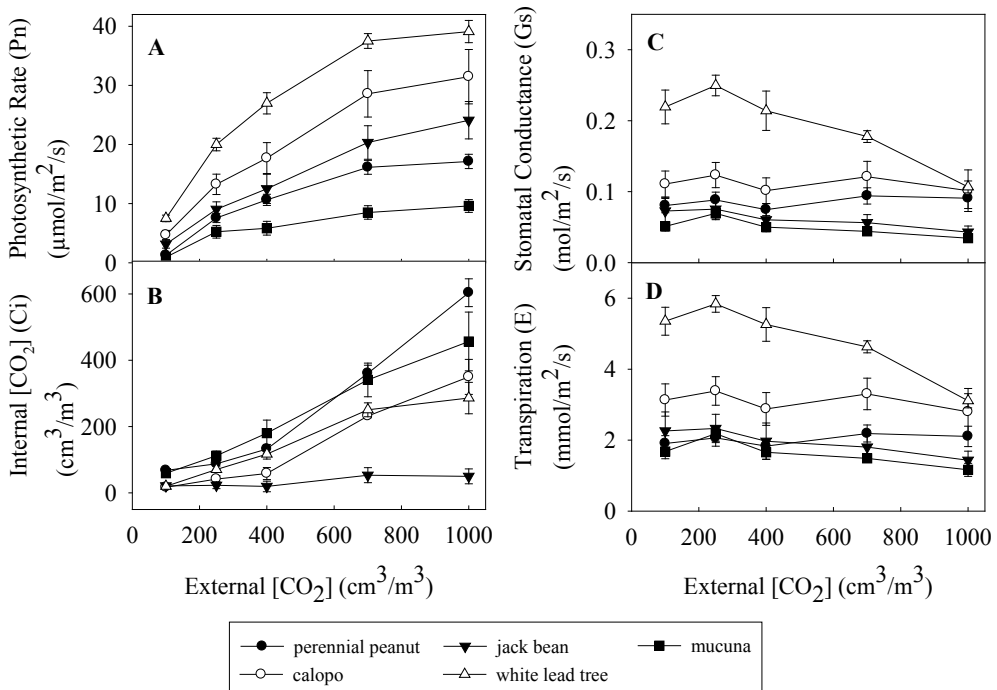 Photosynthetic Rate (Pn)
(µmol/m²/s)
40
30
20
10
0
A
Internal [CO₂] (Ci)
(cm³/m³)
600
400
200
0
B
0 200 400 600 800 1000
External [CO₂] (cm³/m³)
Stomatal Conductance (Gs)
(mol/m²/s)
0.3
0.2
0.1
0.0
C
Transpiration (E)
(mmol/m²/s)
6
4
2
0
D
0 200 400 600 800 1000
External [CO₂] (cm³/m³)
perennial peanut jack bean mucuna
calopo white lead tree